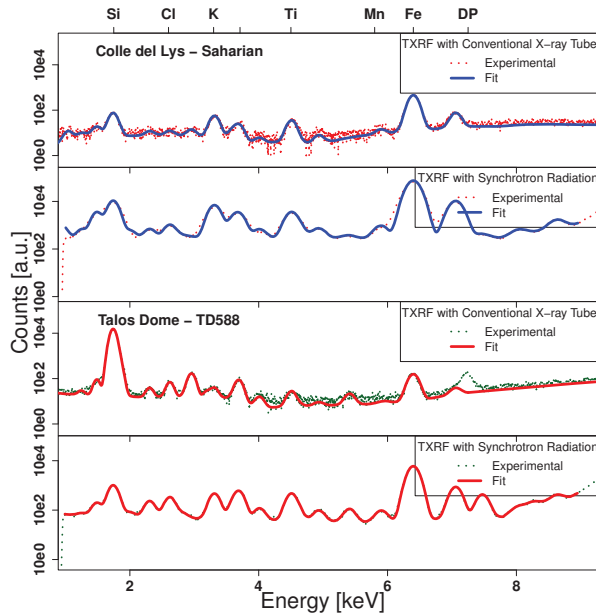 Si Cl K Ti Mn Fe DP
Colle del Lys – Saharian
TXRF with Conventional X-ray Tube
Experimental
Fit
10e4
10e2
10e0
TXRF with Synchrotron Radiation
Experimental
Fit
10e4
10e2
10e0
Talos Dome – TD588
TXRF with Conventional X-ray Tube
Experimental
Fit
10e4
10e2
10e0
TXRF with Synchrotron Radiation
Experimental
Fit
10e4
10e2
10e0
Counts [a.u.]
2 4 6 8
Energy [keV]